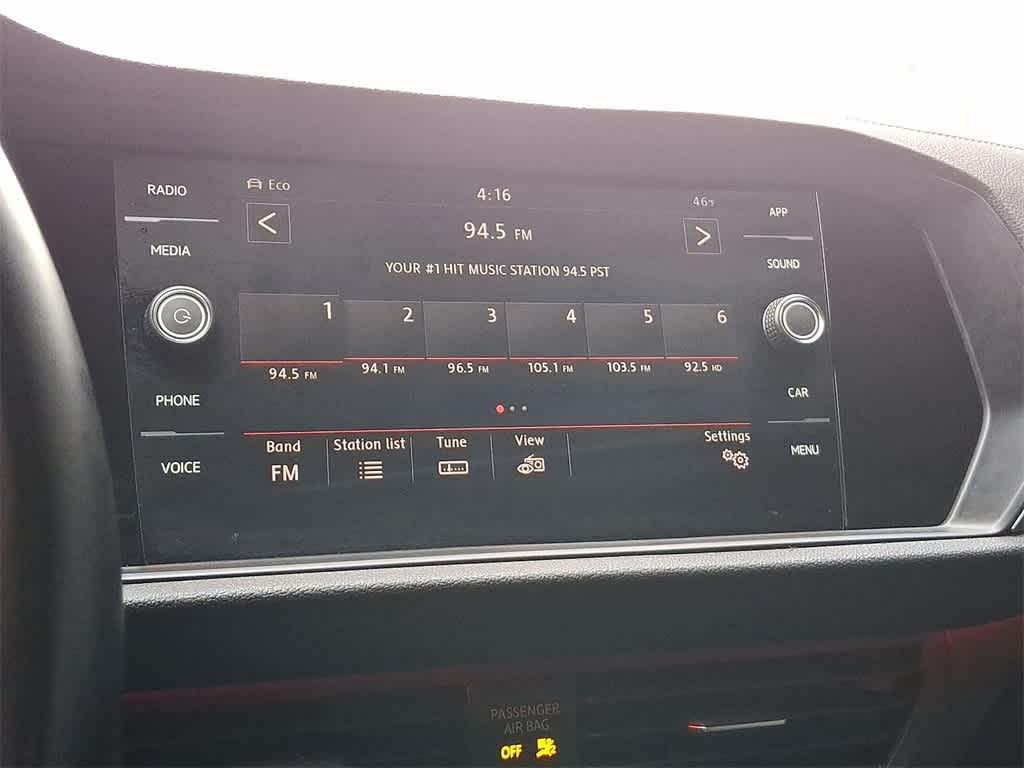 RADIO
MEDIA
PHONE
VOICE
Eco
4:16
46°F
<
94.5 FM
>
YOUR #1 HIT MUSIC STATION 94.5 PST
1 2 3 4 5 6
94.5 FM 94.1 FM 96.5 FM 105.1 FM 103.5 FM 92.5 HD
Band Station list Tune View Settings
FM
APP
SOUND
CAR
MENU
PASSENGER
AIR BAG
OFF